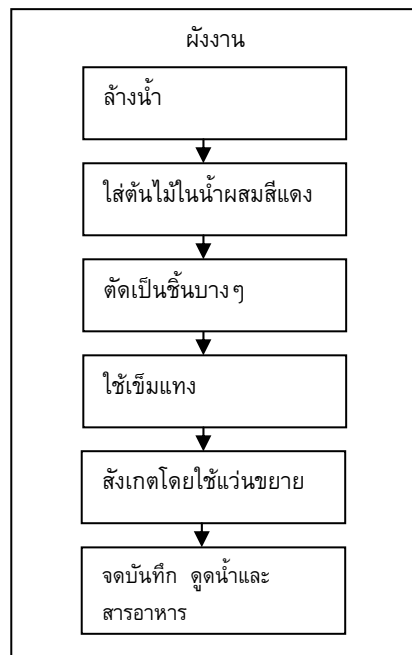 ผังงาน
ล้างน้ำ
ใส่ต้นไม้ในน้ำผสมสีแดง
ตัดเป็นชิ้นบางๆ
ใช้เข็มแทง
สังเกตโดยใช้แว่นขยาย
จดบันทึก ดูดน้ำและ
สารอาหาร